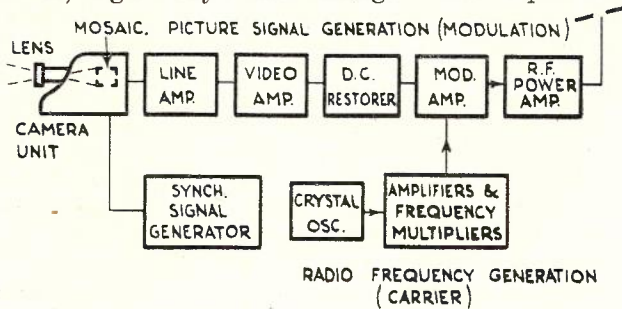 MOSAIC. PICTURE SIGNAL GENERATION (MODULATION)
LENS
CAMERA
UNIT
LINE
AMP.
VIDEO
AMP.
D.C.
RESTORER
MOD.
AMP.
R.F.
POWER
AMP.
SYNCH.
SIGNAL
GENERATOR
CRYSTAL
OSC.
AMPLIFIERS &
FREQUENCY
MULTIPLIERS
RADIO FREQUENCY GENERATION
(CARRIER)